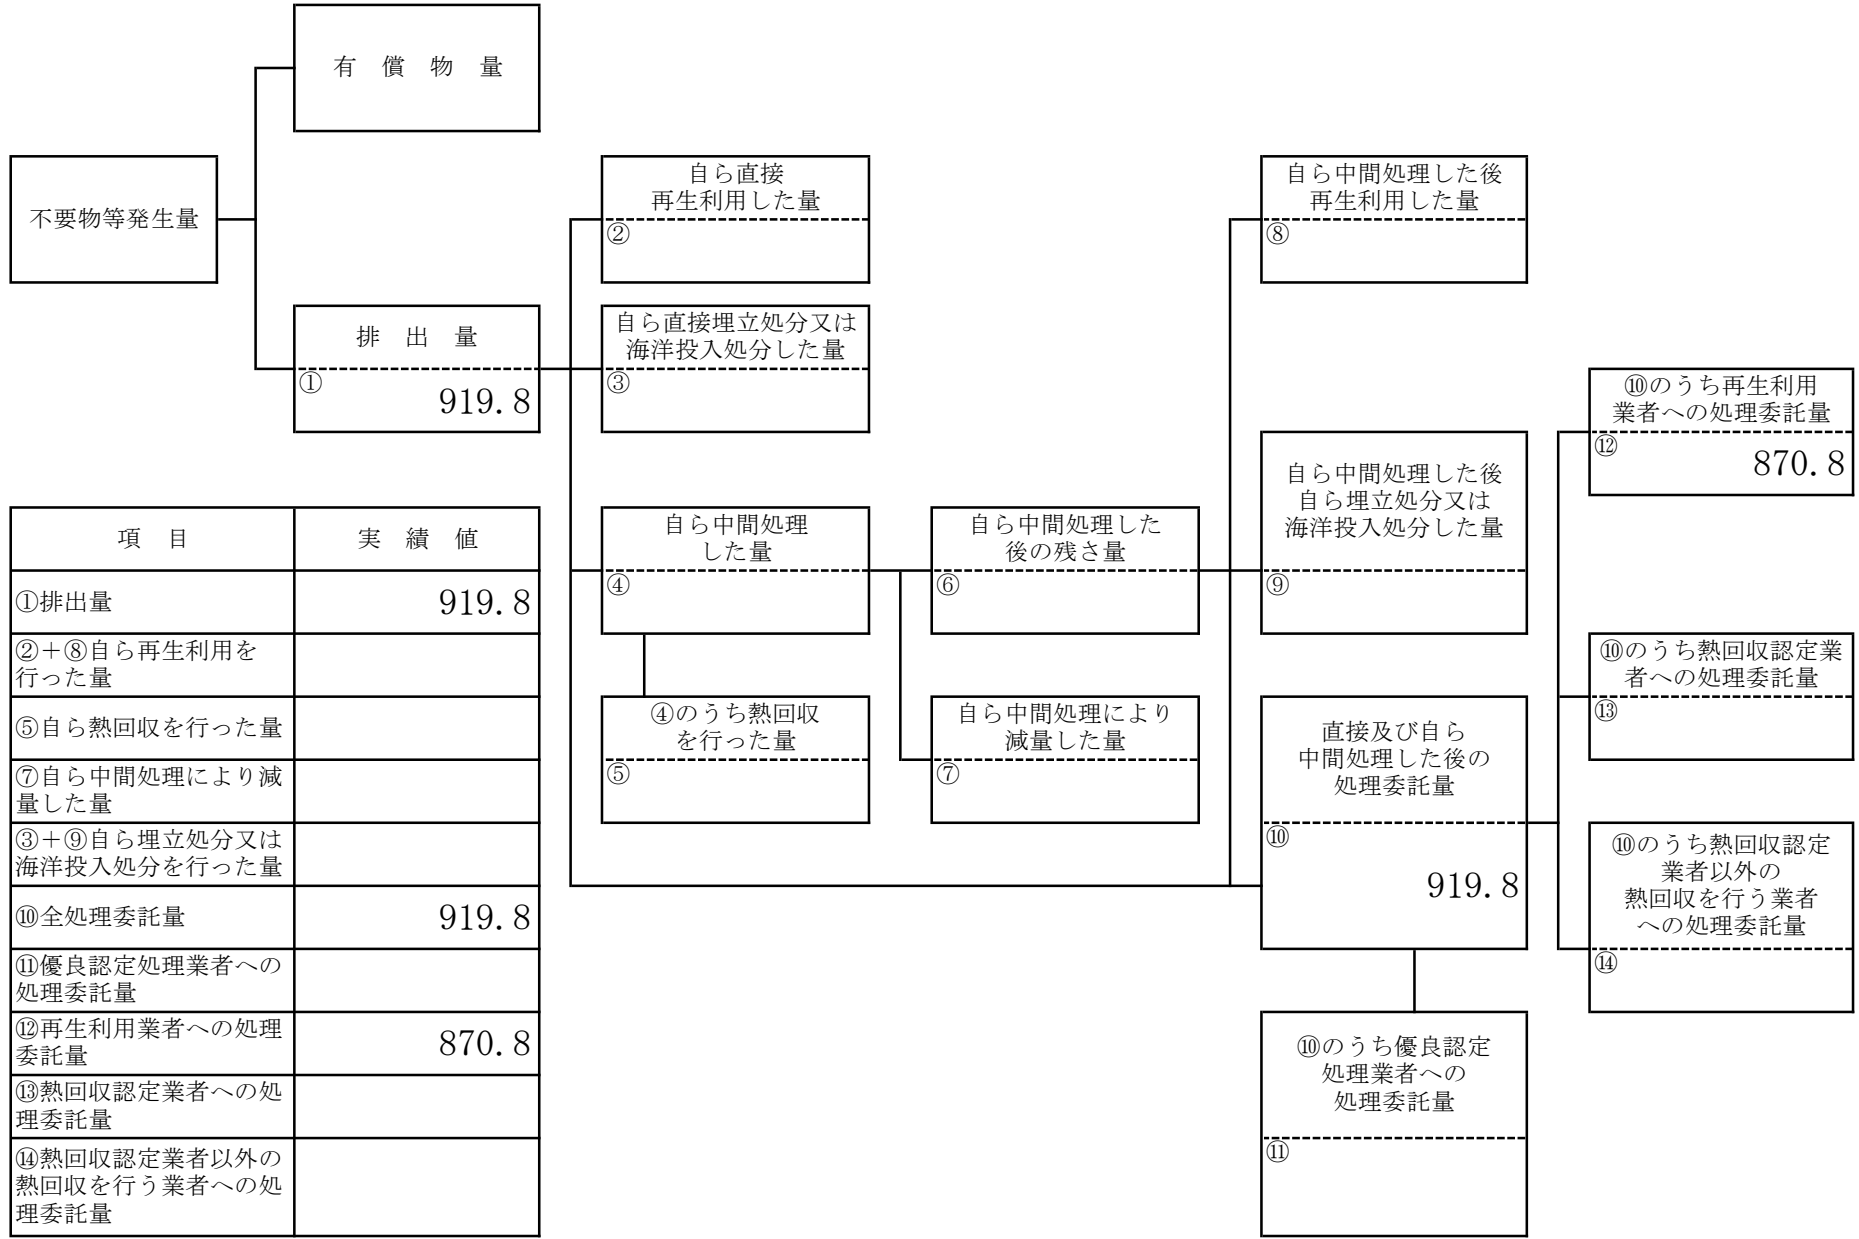 有 償 物 量
不要物等発生量
排 出 量
①
919.8
自ら直接
再生利用した量
②
自ら直接埋立処分又は
海洋投入処分した量
③
自ら中間処理
した量
④
④のうち熱回収
を行った量
⑤
自ら中間処理した
後の残さ量
⑥
自ら中間処理により
減量した量
⑦
自ら中間処理した後
再生利用した量
⑧
自ら中間処理した後
自ら埋立処分又は
海洋投入処分した量
⑨
直接及び自ら
中間処理した後の
処理委託量
⑩
919.8
⑩のうち優良認定
処理業者への
処理委託量
⑪
⑩のうち再生利用
業者への処理委託量
⑫
870.8
⑩のうち熱回収認定業
者への処理委託量
⑬
⑩のうち熱回収認定
業者以外の
熱回収を行う業者
への処理委託量
⑭
項 目 実 績 値
①排出量 919.8
②+⑧自ら再生利用を
行った量
⑤自ら熱回収を行った量
⑦自ら中間処理により減
量した量
③+⑨自ら埋立処分又は
海洋投入処分を行った量
⑩全処理委託量 919.8
⑪優良認定処理業者への
処理委託量
⑫再生利用業者への処理
委託量 870.8
⑬熱回収認定業者への処
理委託量
⑭熱回収認定業者以外の
熱回収を行う業者への処
理委託量